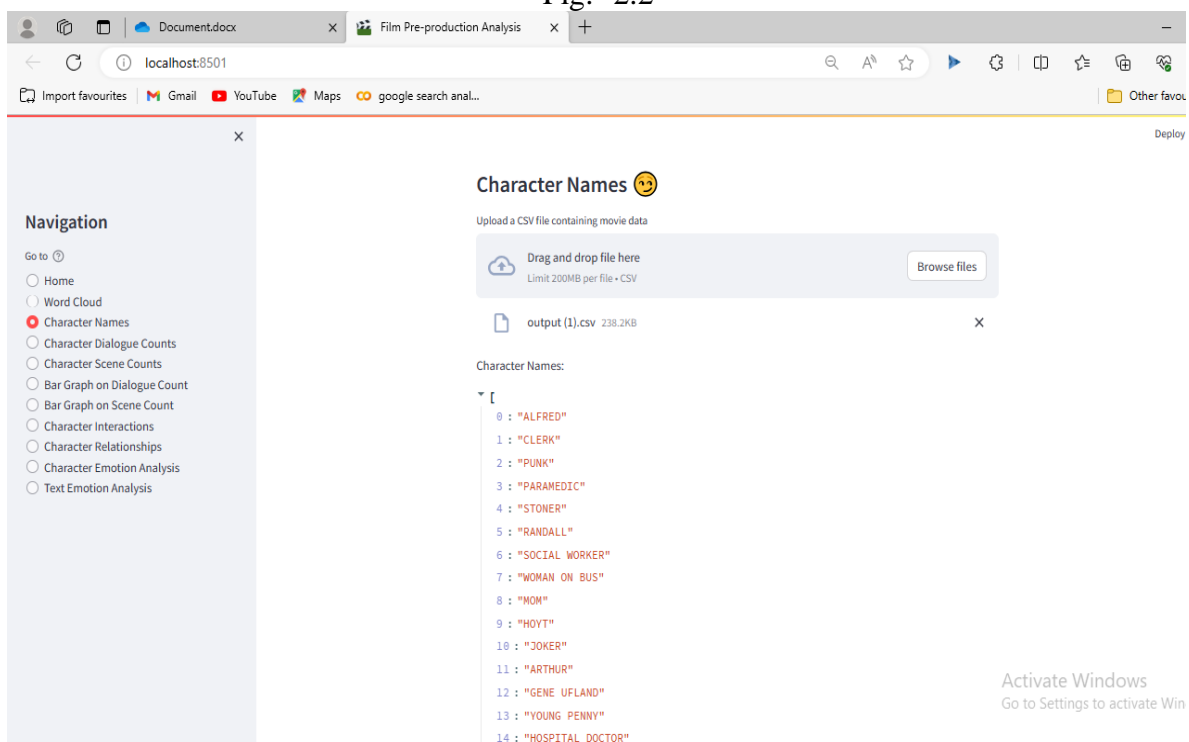 Fig. 2.2
Document.docx
Film Pre-production Analysis
localhost:8501
Import favourites
Gmail
YouTube
Maps
google search anal...
Other favou
Deploy
Navigation
Go to
Home
Word Cloud
Character Names
Character Dialogue Counts
Character Scene Counts
Bar Graph on Dialogue Count
Bar Graph on Scene Count
Character Interactions
Character Relationships
Character Emotion Analysis
Text Emotion Analysis
Character Names
Upload a CSV file containing movie data
Drag and drop file here
Limit 200MB per file • CSV
Browse files
output (1).csv 238.2KB
Character Names:
[
0 : "ALFRED"
1 : "CLERK"
2 : "PUNK"
3 : "PARAMEDIC"
4 : "STONER"
5 : "RANDALL"
6 : "SOCIAL WORKER"
7 : "WOMAN ON BUS"
8 : "MOM"
9 : "HOYT"
10 : "JOKER"
11 : "ARTHUR"
12 : "GENE UFLAND"
13 : "YOUNG PENNY"
14 : "HOSPITAL DOCTOR"
Activate Windows
Go to Settings to activate Win